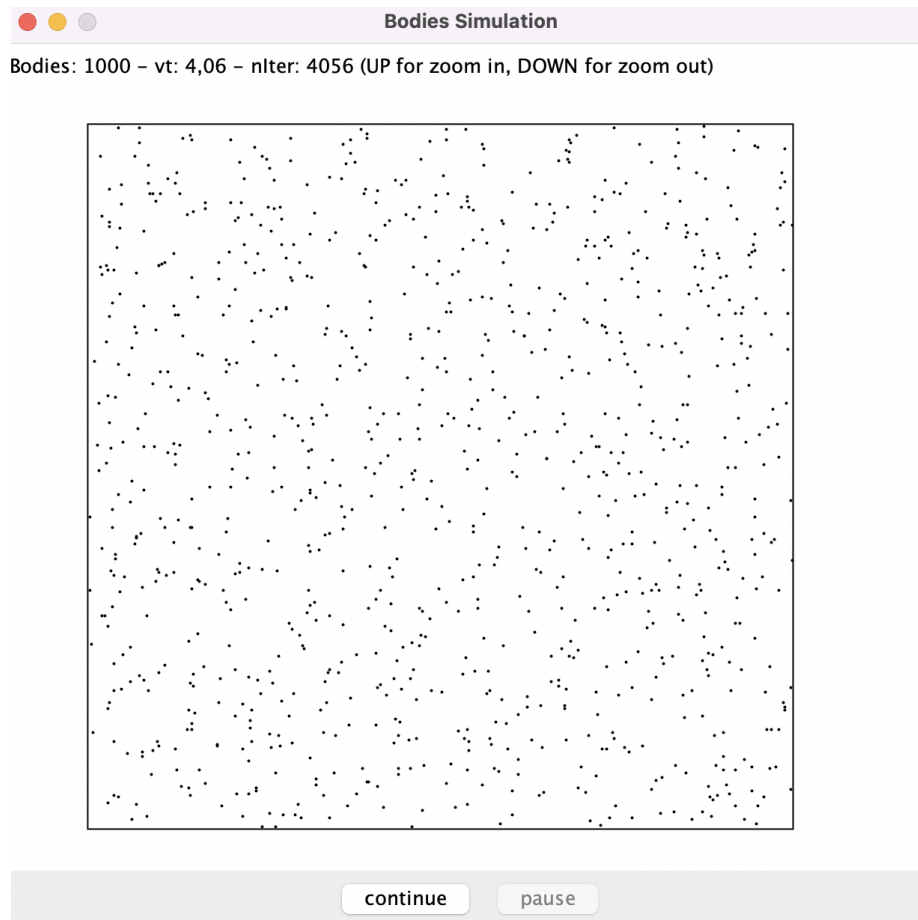 Bodies Simulation
Bodies: 1000 – vt: 4,06 – nIter: 4056 (UP for zoom in, DOWN for zoom out)
continue pause